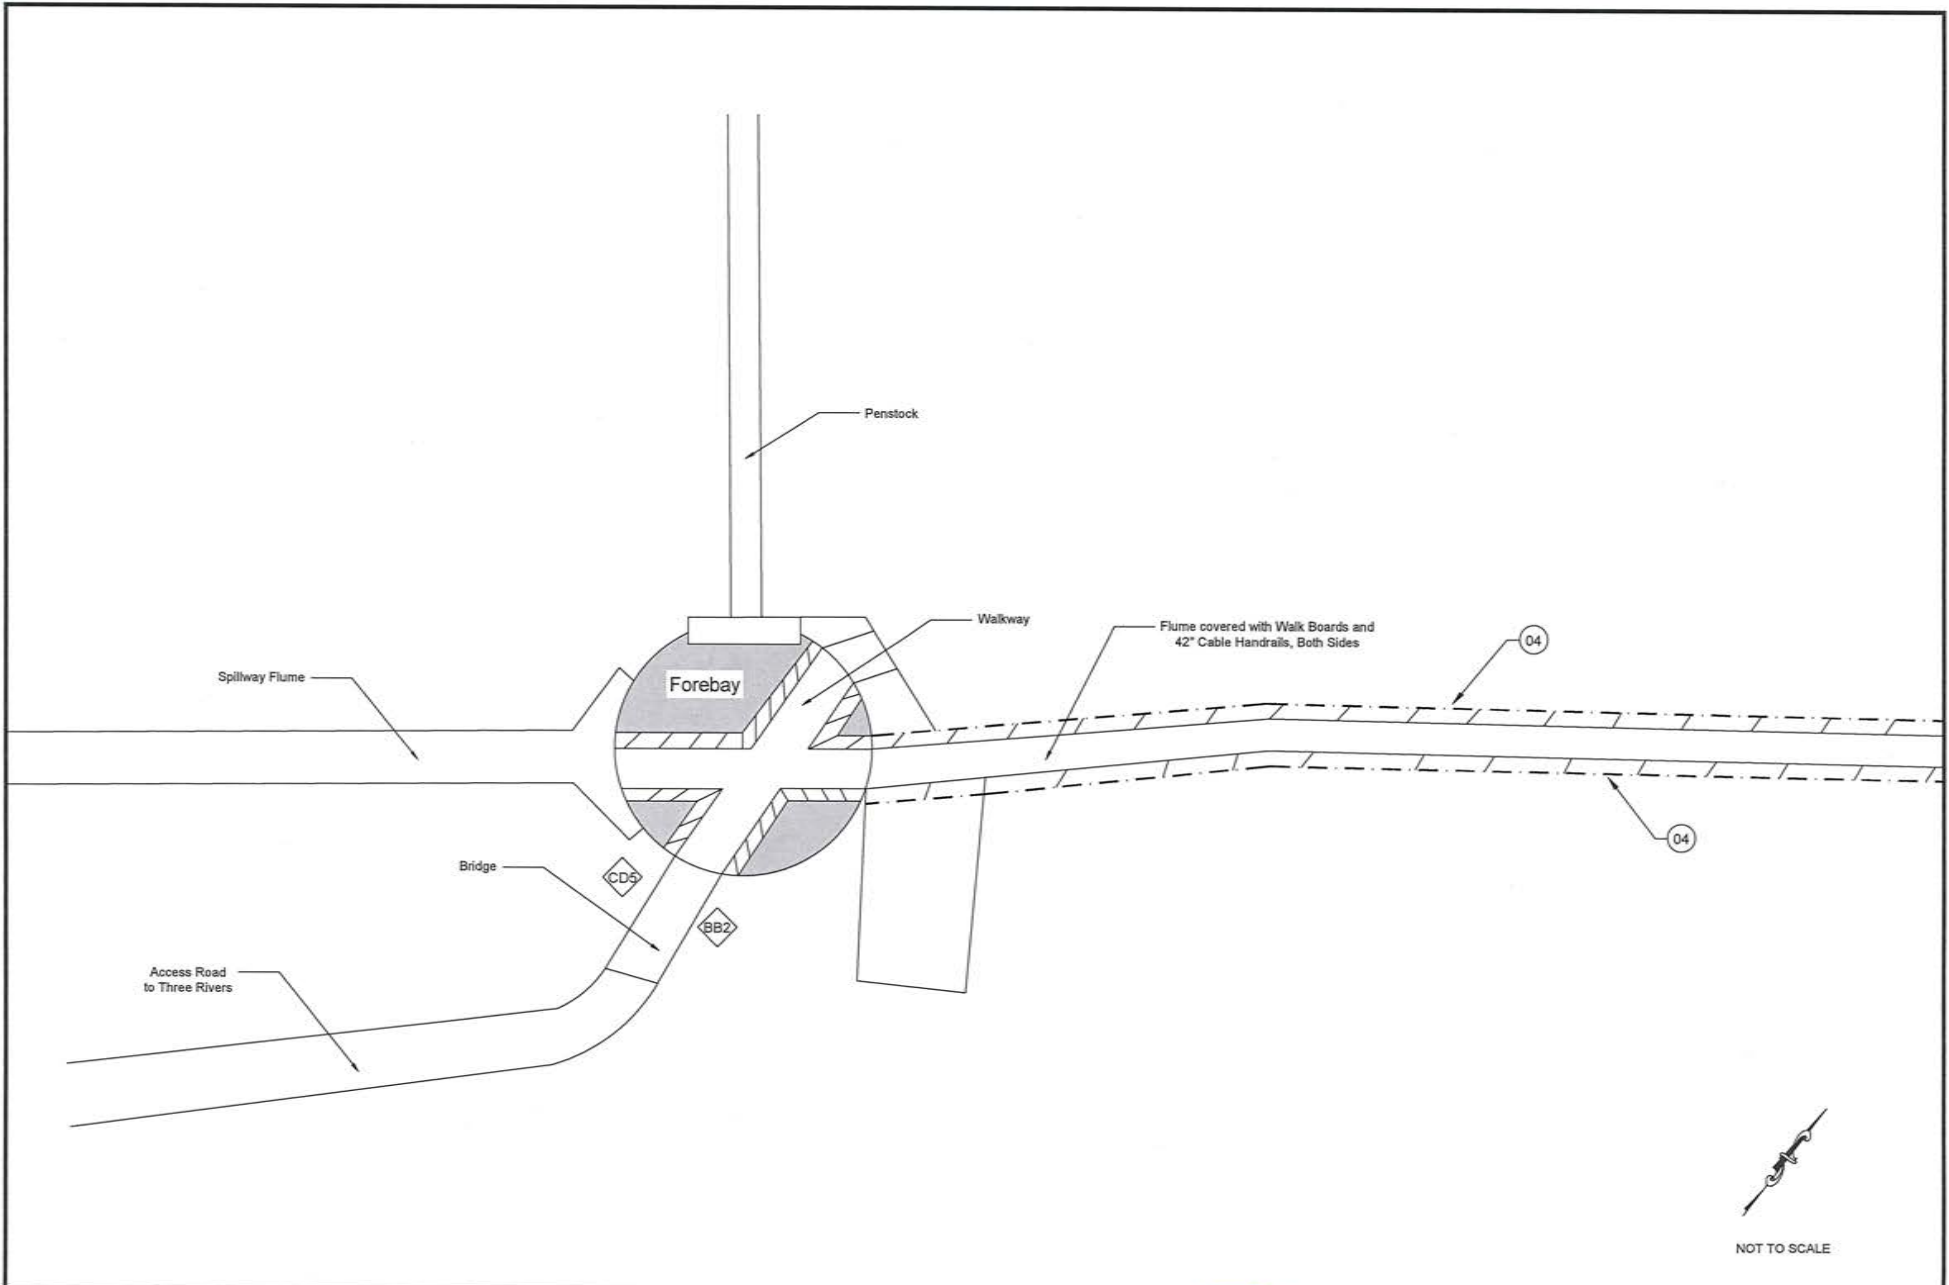 Penstock
Walkway
Flume covered with Walk Boards and
42" Cable Handrails, Both Sides
04
Spillway Flume
Forebay
04
Bridge
CD5
BB2
Access Road
to Three Rivers
NOT TO SCALE